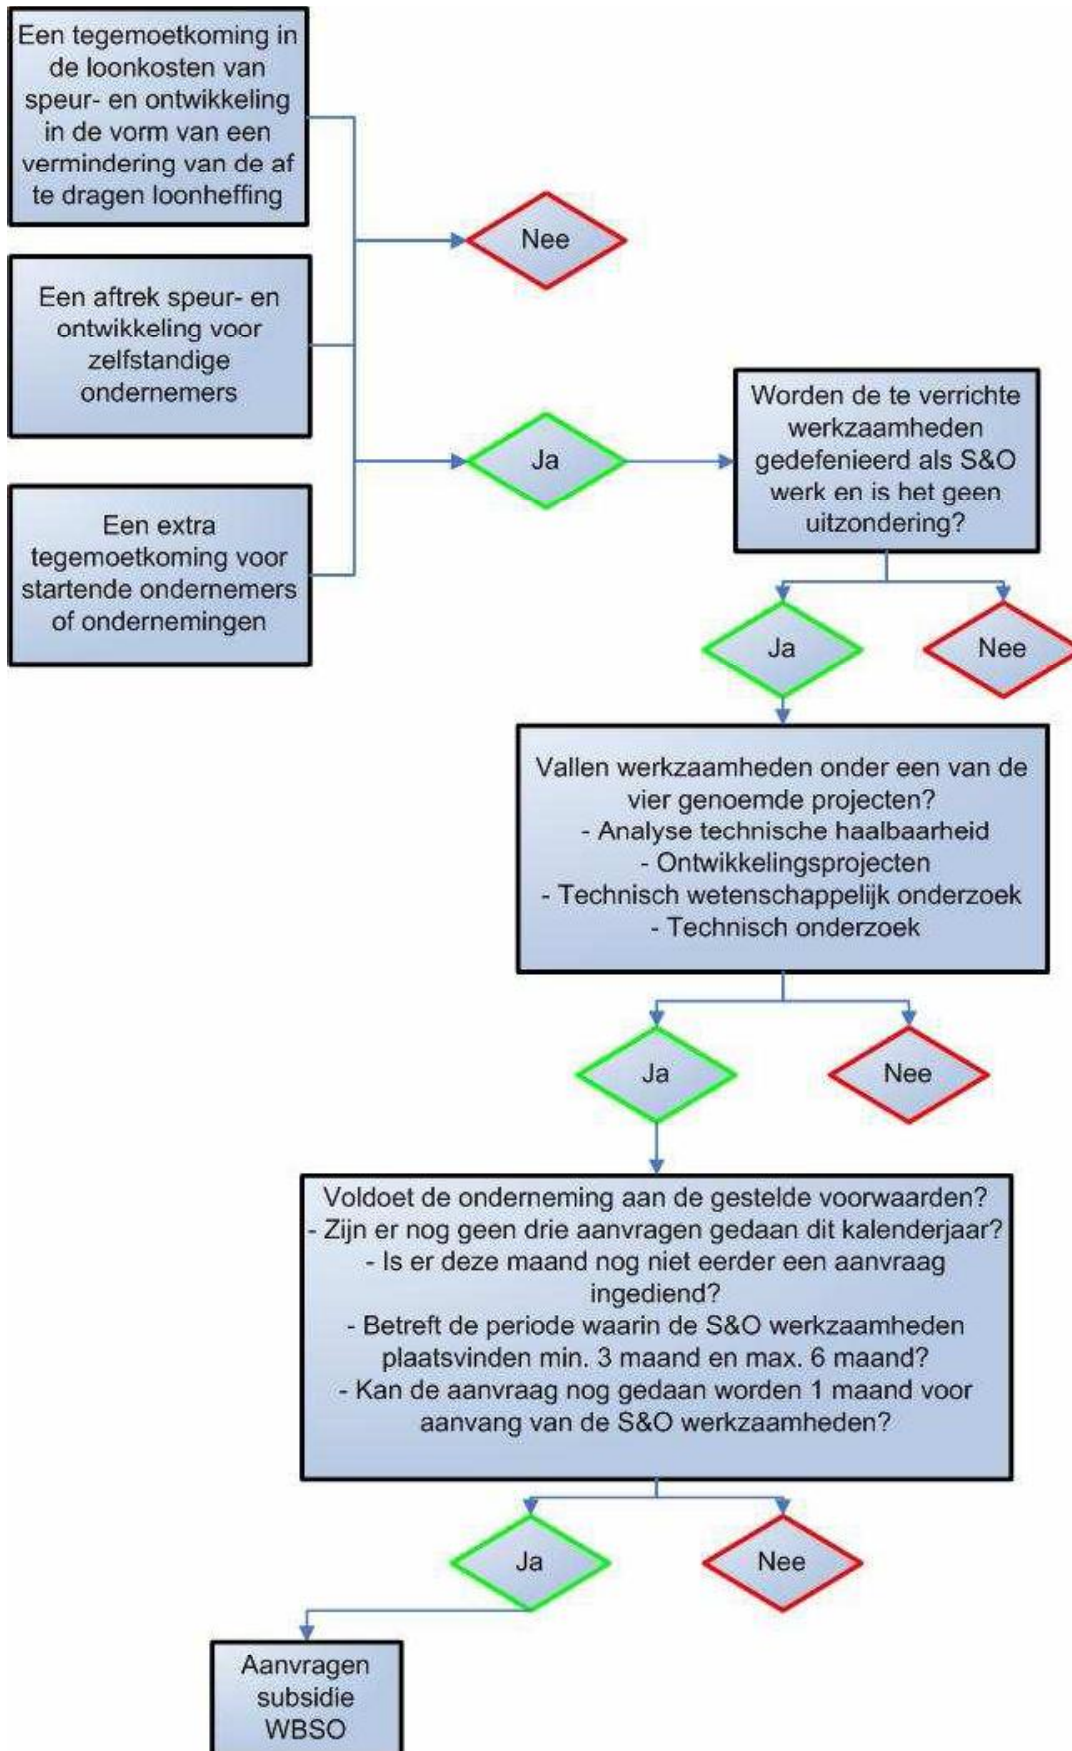 Een tegemoetkoming in
de loonkosten van
speur- en ontwikkeling
in de vorm van een
vermindering van de af
te dragen loonheffing
Nee
Een aftrek speur- en
ontwikkeling voor
zelfstandige
ondernemers
Ja
Worden de te verrichte
werkzaamheden
gedefenieerd als S&O
werk en is het geen
uitzondering?
Een extra
tegemoetkoming voor
startende ondernemers
of ondernemingen
Ja
Nee
Vallen werkzaamheden onder een van de
vier genoemde projecten?
- Analyse technische haalbaarheid
- Ontwikkelingsprojecten
- Technisch wetenschappelijk onderzoek
- Technisch onderzoek
Ja
Nee
Voldoet de onderneming aan de gestelde voorwaarden?
- Zijn er nog geen drie aanvragen gedaan dit kalenderjaar?
- Is er deze maand nog niet eerder een aanvraag
ingediend?
- Betreft de periode waarin de S&O werkzaamheden
plaatsvinden min. 3 maand en max. 6 maand?
- Kan de aanvraag nog gedaan worden 1 maand voor
aanvang van de S&O werkzaamheden?
Ja
Nee
Aanvragen
subsidie
WBSO